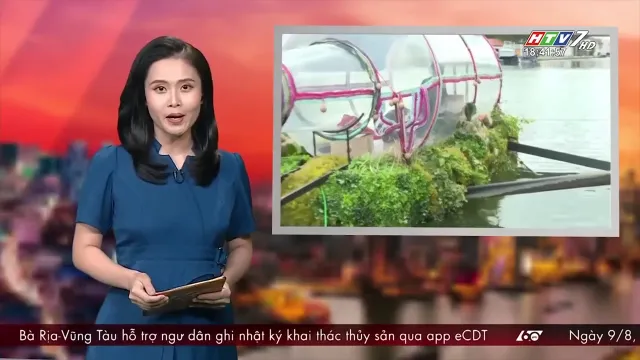 HTV7 HD
18:41:57
Bà Rịa-Vũng Tàu hỗ trợ ngư dân ghi nhật ký khai thác thủy sản qua app eCDT 60 Ngày 9/8,